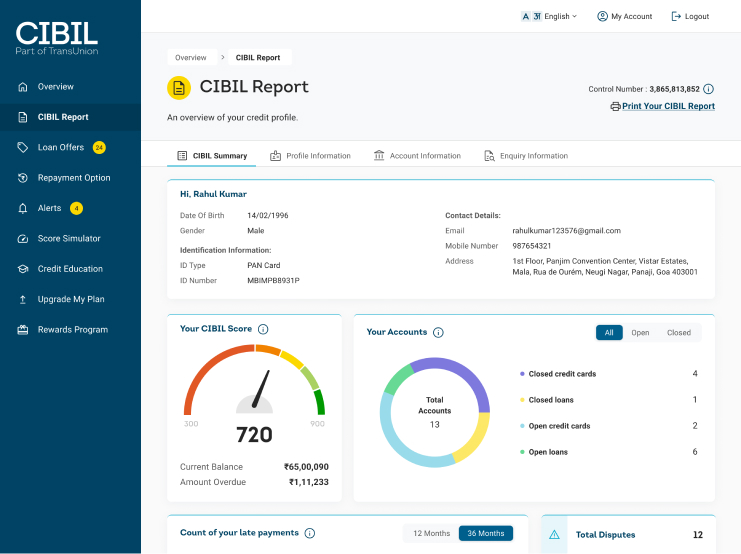 CIBIL
Part of TransUnion
Overview
CIBIL Report
Loan Offers 24
Repayment Option
Alerts 4
Score Simulator
Credit Education
Upgrade My Plan
Rewards Program
A अ English
My Account
Logout
Overview > CIBIL Report
CIBIL Report
An overview of your credit profile.
Control Number : 3,865,813,852
Print Your CIBIL Report
CIBIL Summary
Profile Information
Account Information
Enquiry Information
Hi, Rahul Kumar
Date Of Birth 14/02/1996
Gender Male
Identification Information:
ID Type PAN Card
ID Number MBIMPB8931P
Contact Details:
Email rahulkumar123576@gmail.com
Mobile Number 987654321
Address 1st Floor, Panjim Convention Center, Vistar Estates,
Mala, Rua de Ourém, Neugi Nagar, Panaji, Goa 403001
Your CIBIL Score
300 900
720
Current Balance ₹65,00,090
Amount Overdue ₹1,11,233
Your Accounts
All Open Closed
Total
Accounts
13
Closed credit cards 4
Closed loans 1
Open credit cards 2
Open loans 6
Count of your late payments
12 Months 36 Months
Total Disputes 12